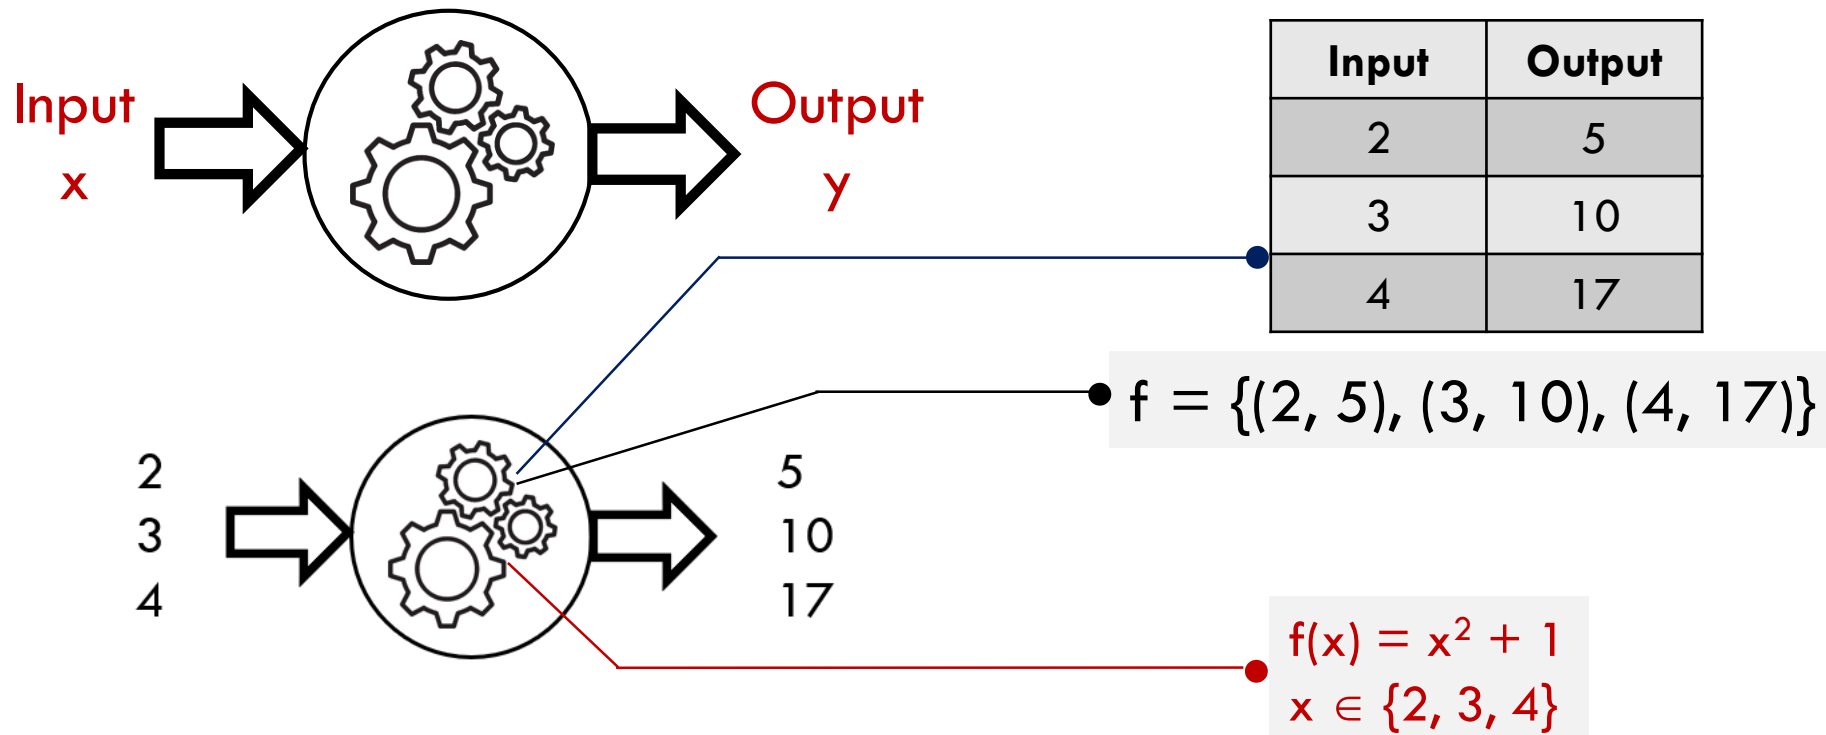 Input
x
Output
y
Input Output
2 5
3 10
4 17
f = {(2, 5), (3, 10), (4, 17)}
2
3
4
5
10
17
f(x) = x² + 1
x ∈ {2, 3, 4}